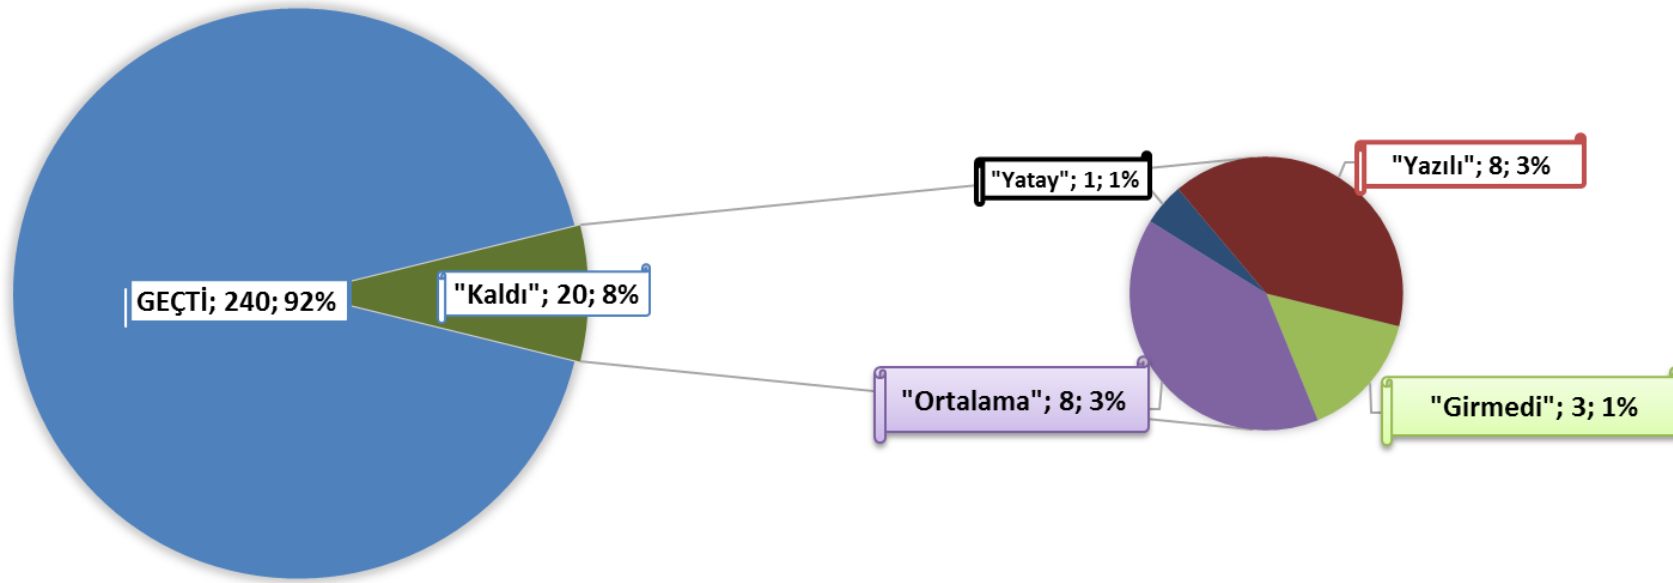 GEÇTİ; 240; 92%
"Kaldı"; 20; 8%
"Yatay"; 1; 1%
"Yazılı"; 8; 3%
"Ortalama"; 8; 3%
"Girmedi"; 3; 1%